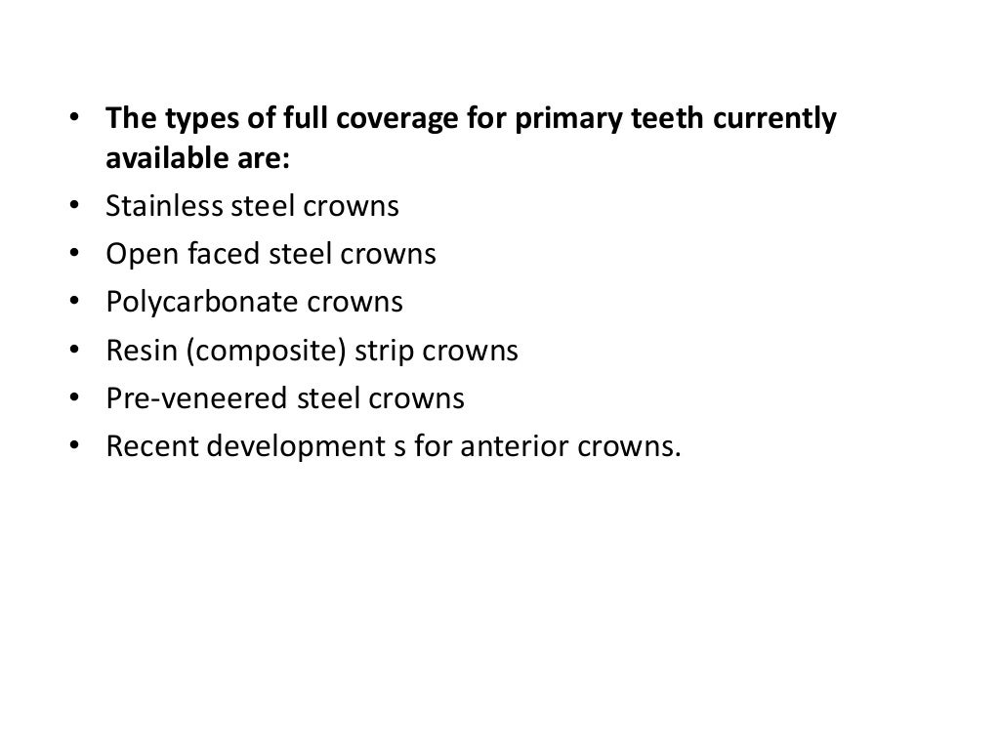 • The types of full coverage for primary teeth currently
available are:
• Stainless steel crowns
• Open faced steel crowns
• Polycarbonate crowns
• Resin (composite) strip crowns
• Pre-veneered steel crowns
• Recent development s for anterior crowns.